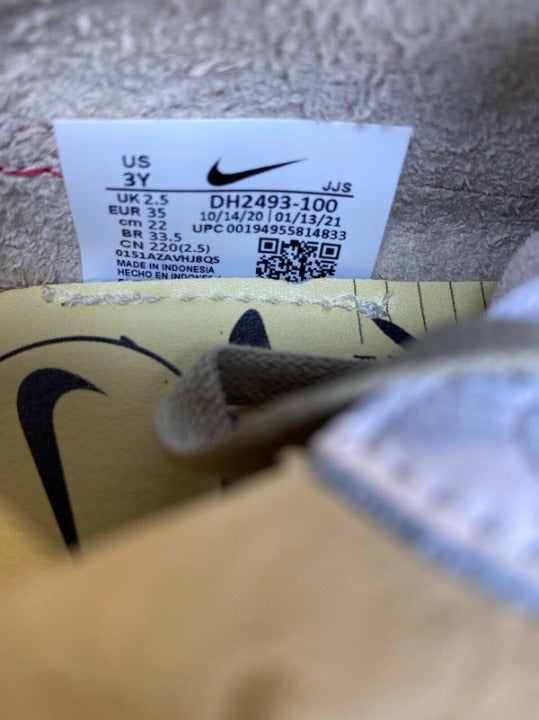 US
3Y
JJS
UK 2.5
EUR 35
cm 22
BR 33.5
CN 220(2.5)
DH2493-100
10/14/20 | 01/13/21
UPC 00194955814833
0151AZAVHJ8QS
MADE IN INDONESIA
HECHO EN INDONESIA